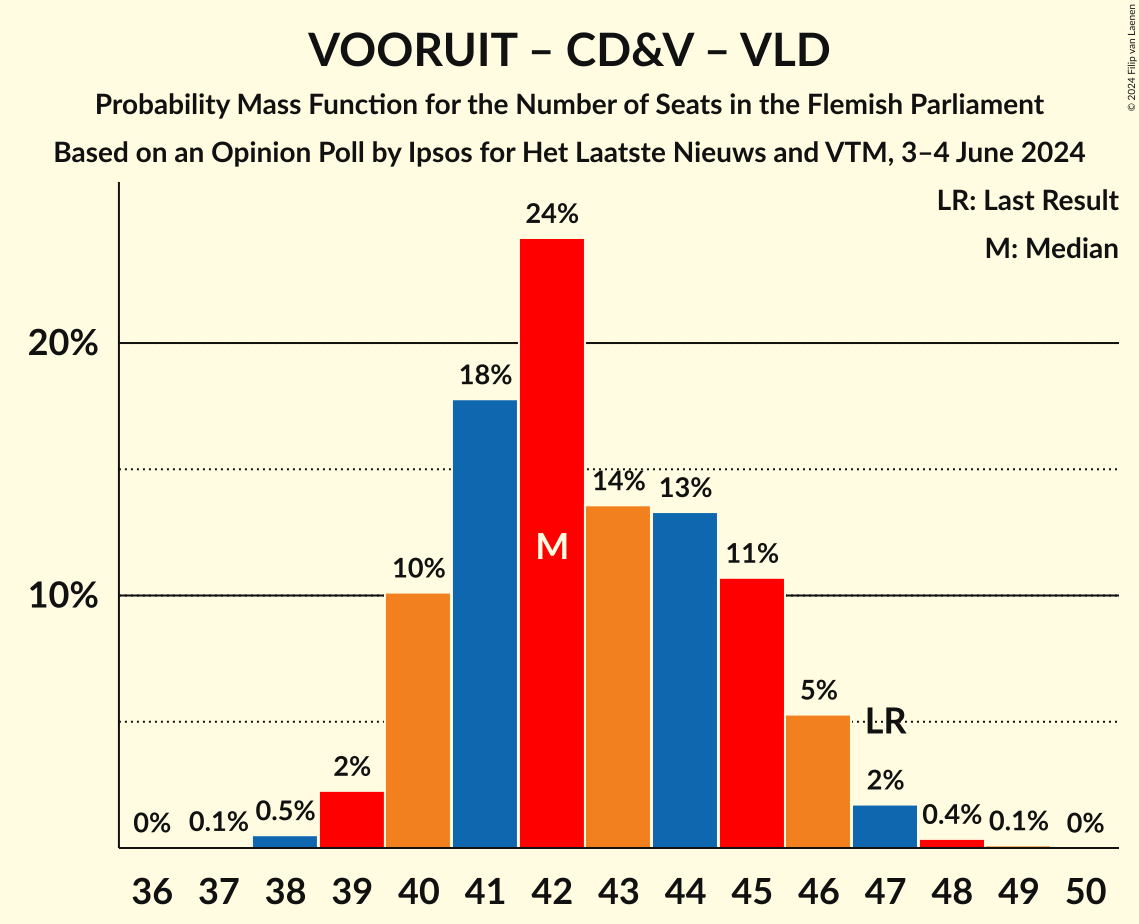 VOORUIT – CD&V – VLD
Probability Mass Function for the Number of Seats in the Flemish Parliament
Based on an Opinion Poll by Ipsos for Het Laatste Nieuws and VTM, 3–4 June 2024
© 2024 Filip van Laenen
LR: Last Result
M: Median
20%
10%
0%
0.1%
0.5%
2%
10%
18%
24%
14%
13%
11%
5%
2%
0.4%
0.1%
0%
M
LR
36 37 38 39 40 41 42 43 44 45 46 47 48 49 50